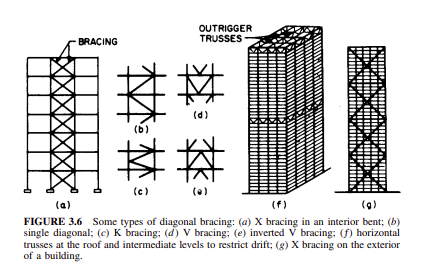 OUTRIGGER
TRUSSES
BRACING
(b)
(d)
(a)
(c)
(e)
(f)
(g)
FIGURE 3.6 Some types of diagonal bracing: (a) X bracing in an interior bent; (b)
single diagonal; (c) K bracing; (d) V bracing; (e) inverted V bracing; (f) horizontal
trusses at the roof and intermediate levels to restrict drift; (g) X bracing on the exterior
of a building.